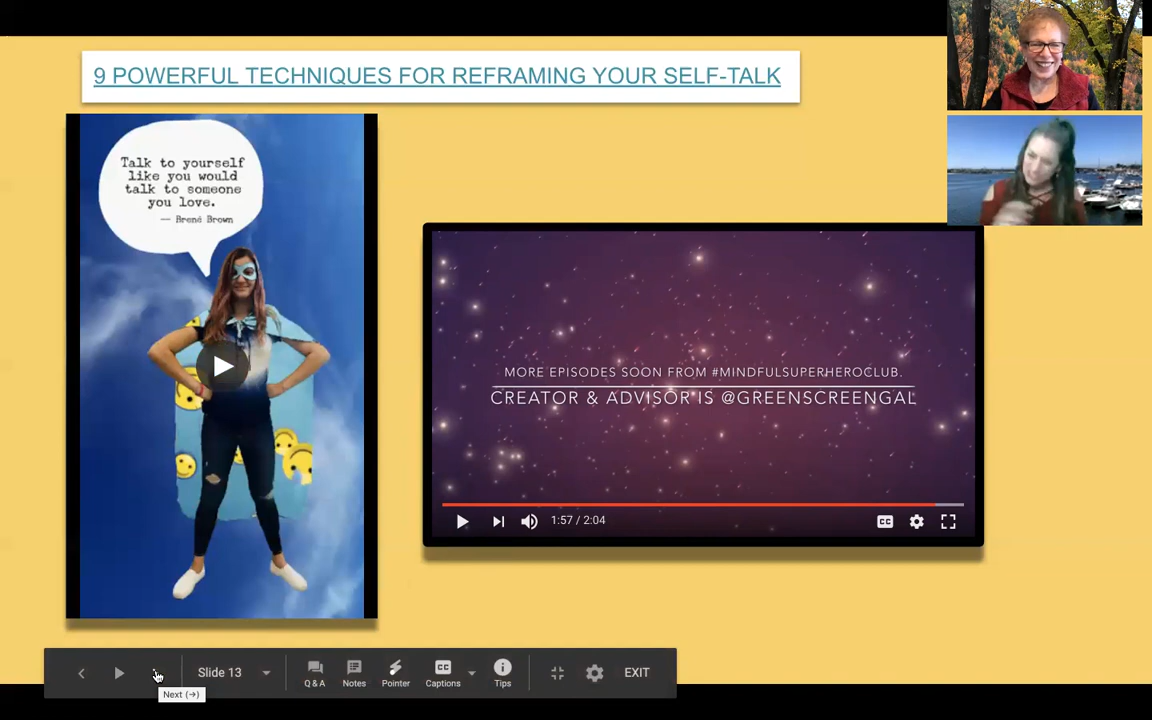 9 POWERFUL TECHNIQUES FOR REFRAMING YOUR SELF-TALK
Talk to yourself
like you would
talk to someone
you love.
— Brené Brown
MORE EPISODES SOON FROM #MINDFULSUPERHEROCLUB.
CREATOR & ADVISOR IS @GREENSCREENGAL
1:57 / 2:04
CC
Slide 13
Q & A
Notes
Pointer
CC
Captions
Tips
EXIT
Next (→)